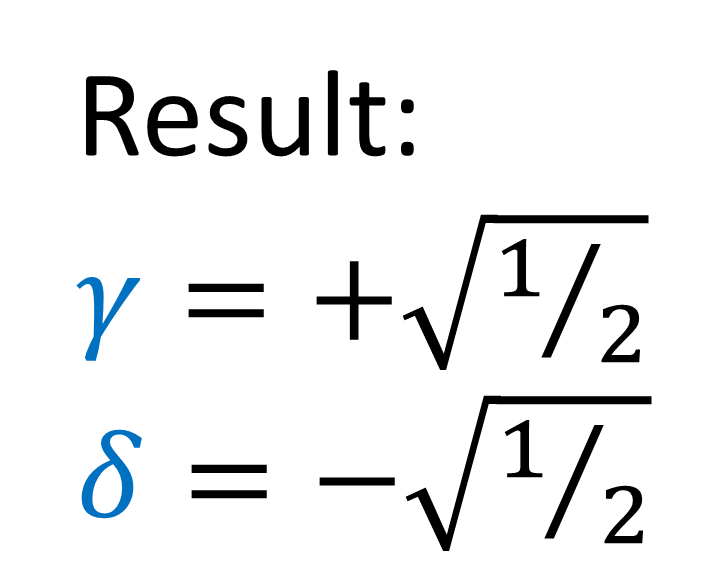 Result:
γ = +√1/2
δ = −√1/2